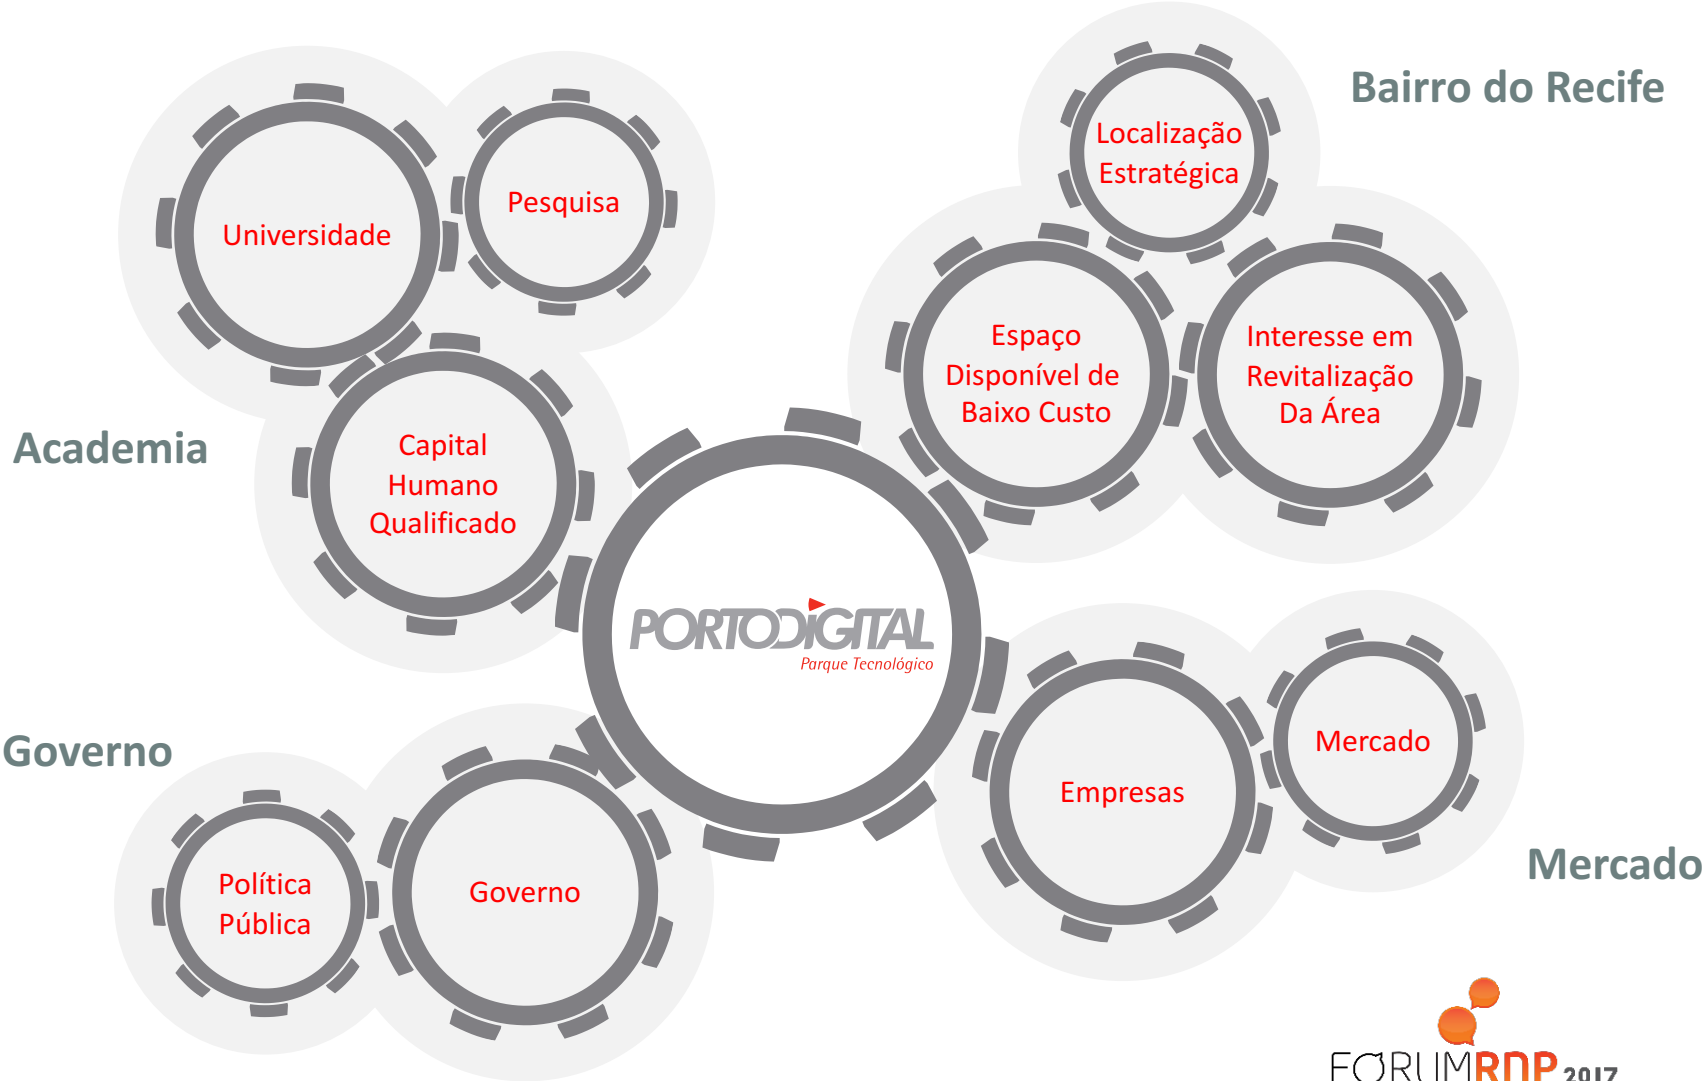 Bairro do Recife
Localização
Estratégica
Universidade
Pesquisa
Espaço
Disponível de
Baixo Custo
Interesse em
Revitalização
Da Área
Academia
Capital
Humano
Qualificado
PORTODIGITAL
Parque Tecnológico
Governo
Política
Pública
Governo
Empresas
Mercado
Mercado
FÓRUMRNP 2017